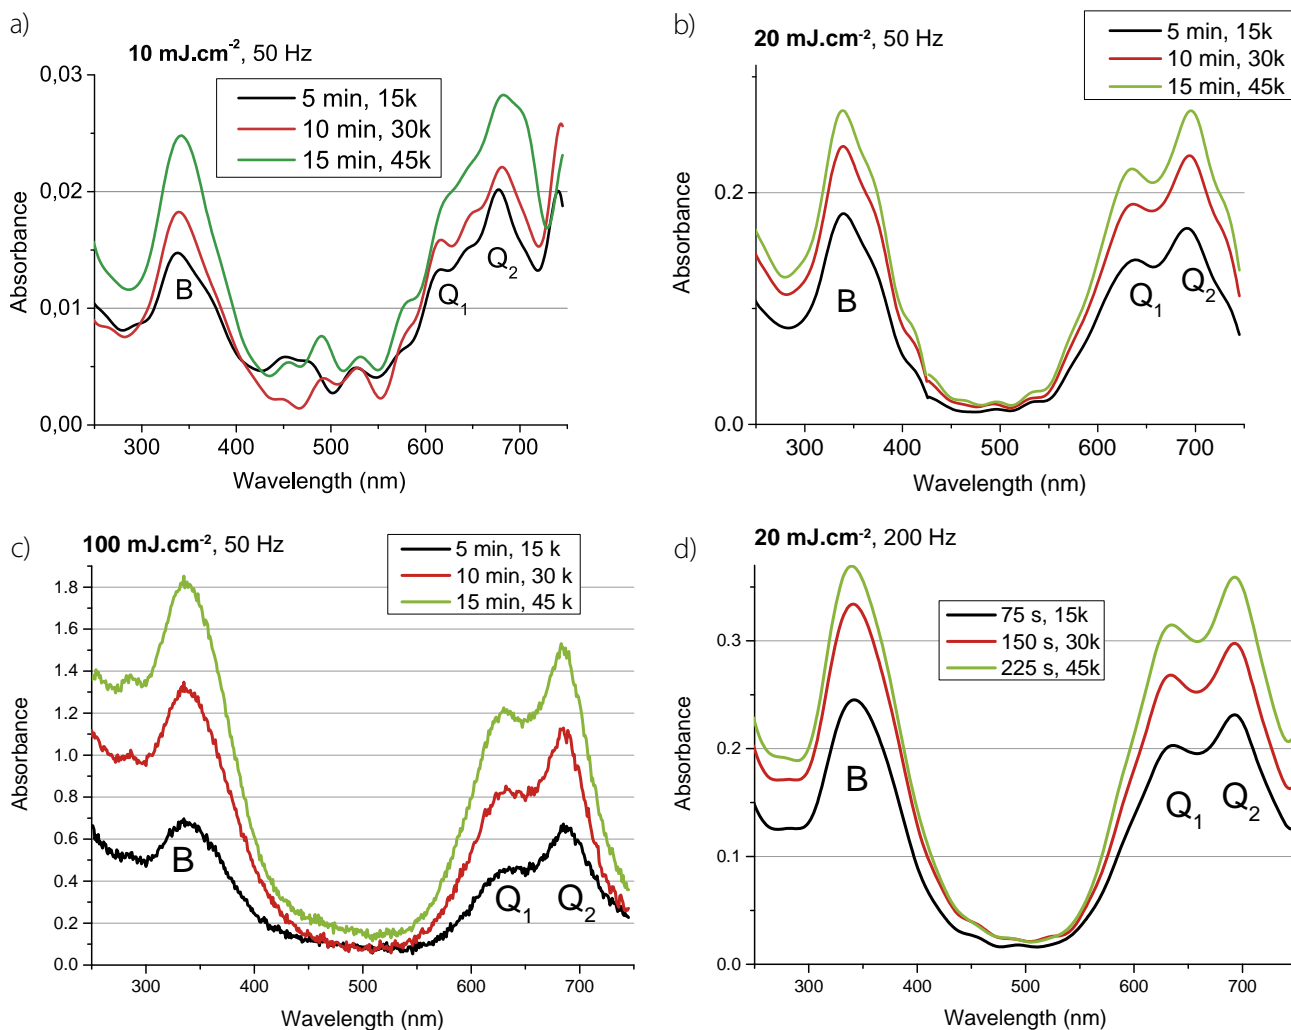 a)
10 mJ.cm-2, 50 Hz
5 min, 15k
10 min, 30k
15 min, 45k
0,03
0,02
0,01
0,00
Absorbance
B
Q1
Q2
300 400 500 600 700
Wavelength (nm)
b)
20 mJ.cm-2, 50 Hz
5 min, 15k
10 min, 30k
15 min, 45k
0.2
0.0
Absorbance
B
Q1
Q2
300 400 500 600 700
Wavelength (nm)
c)
100 mJ.cm-2, 50 Hz
5 min, 15 k
10 min, 30 k
15 min, 45 k
1.8
1.6
1.4
1.2
1.0
0.8
0.6
0.4
0.2
0.0
Absorbance
B
Q1
Q2
300 400 500 600 700
Wavelength (nm)
d)
20 mJ.cm-2, 200 Hz
75 s, 15k
150 s, 30k
225 s, 45k
0.3
0.2
0.1
0.0
Absorbance
B
Q1
Q2
300 400 500 600 700
Wavelength (nm)